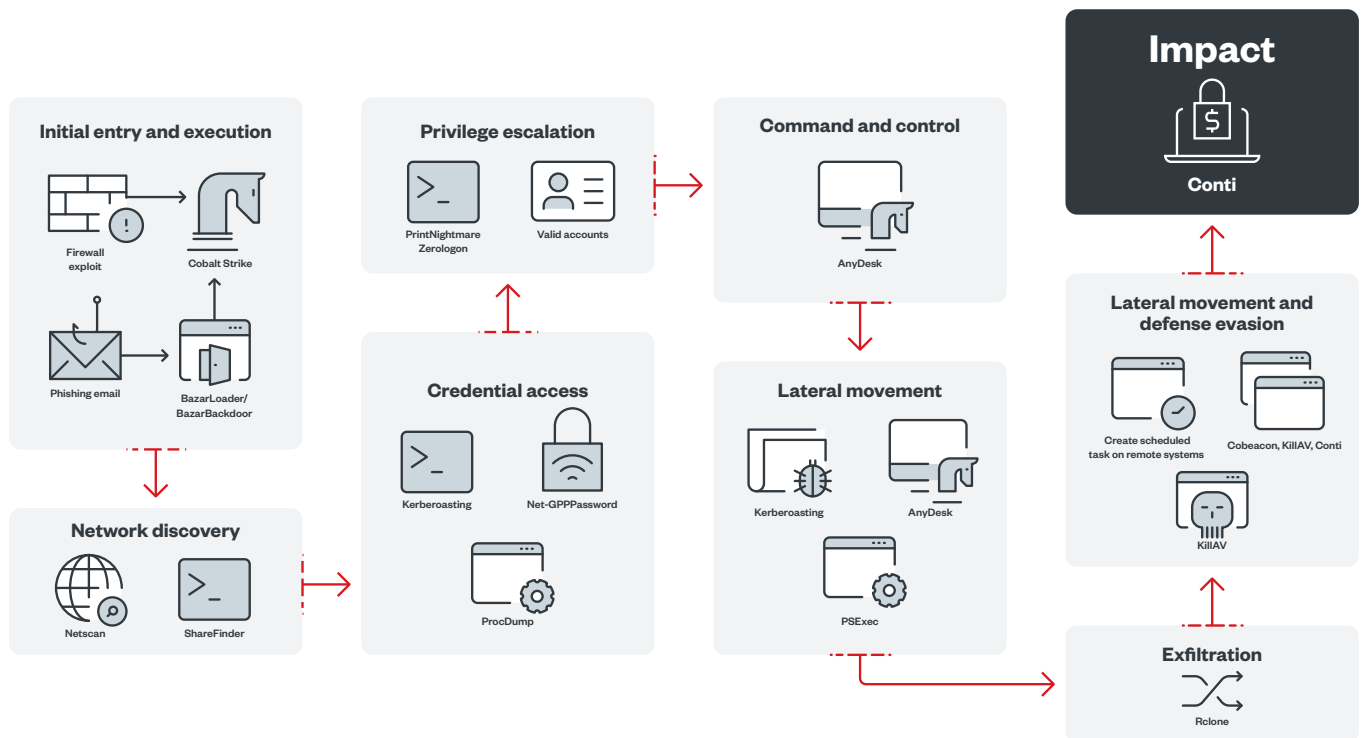 Initial entry and execution
Firewall
exploit
Cobalt Strike
Phishing email
BazarLoader/
BazarBackdoor
Network discovery
Netscan
ShareFinder
Privilege escalation
PrintNightmare
Zerologon
Valid accounts
Credential access
Kerberoasting
Net-GPPPassword
ProcDump
Command and control
AnyDesk
Lateral movement
Kerberoasting
AnyDesk
PSExec
Impact
$
Conti
Lateral movement and
defense evasion
Create scheduled
task on remote systems
Cobeacon, KillAV, Conti
KillAV
Exfiltration
Rclone